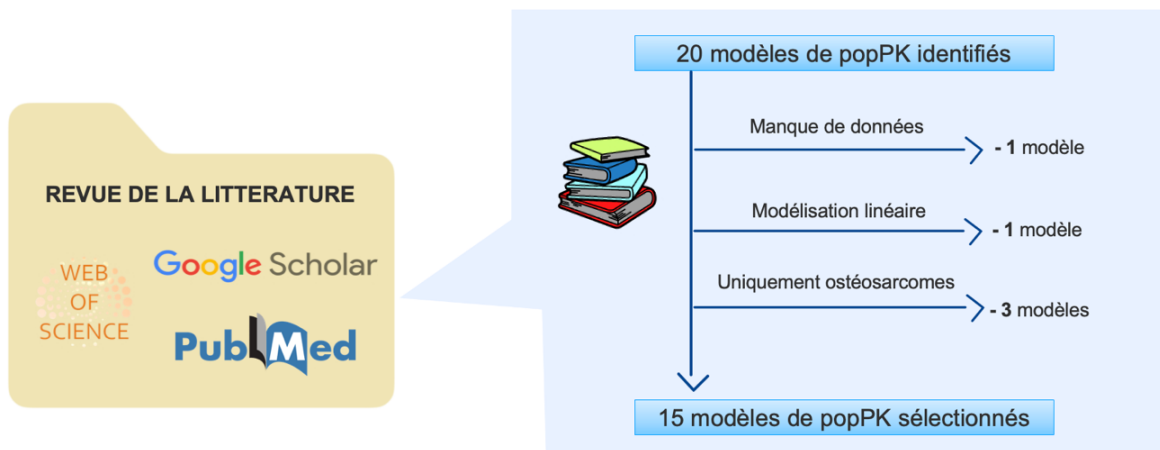 REVUE DE LA LITTERATURE
WEB
OF
SCIENCE
Google Scholar
PubMed
20 modèles de popPK identifiés
Manque de données
- 1 modèle
Modélisation linéaire
- 1 modèle
Uniquement ostéosarcomes
- 3 modèles
15 modèles de popPK sélectionnés